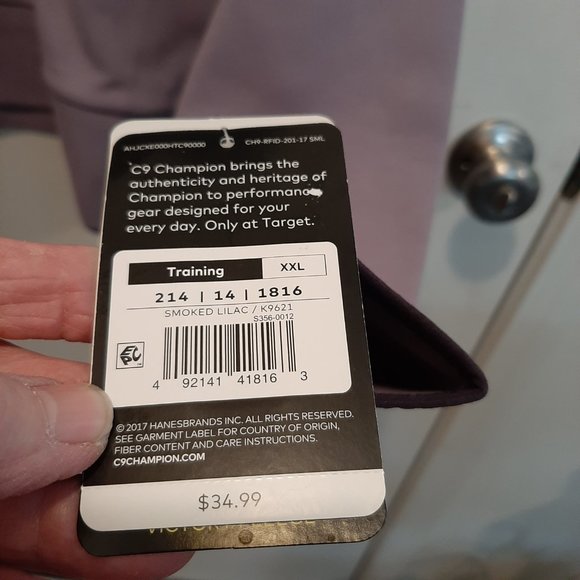 AHJCXE000HTC90000 CH9-RFID-201-17 SML
C9 Champion brings the
authenticity and heritage of
Champion to performance
gear designed for your
every day. Only at Target.
Training XXL
214 | 14 | 1816
SMOKED LILAC / K9621
S356-0012
EPC
4 92141 41816 3
© 2017 HANESBRANDS INC. ALL RIGHTS RESERVED.
SEE GARMENT LABEL FOR COUNTRY OF ORIGIN,
FIBER CONTENT AND CARE INSTRUCTIONS.
C9CHAMPION.COM
$34.99